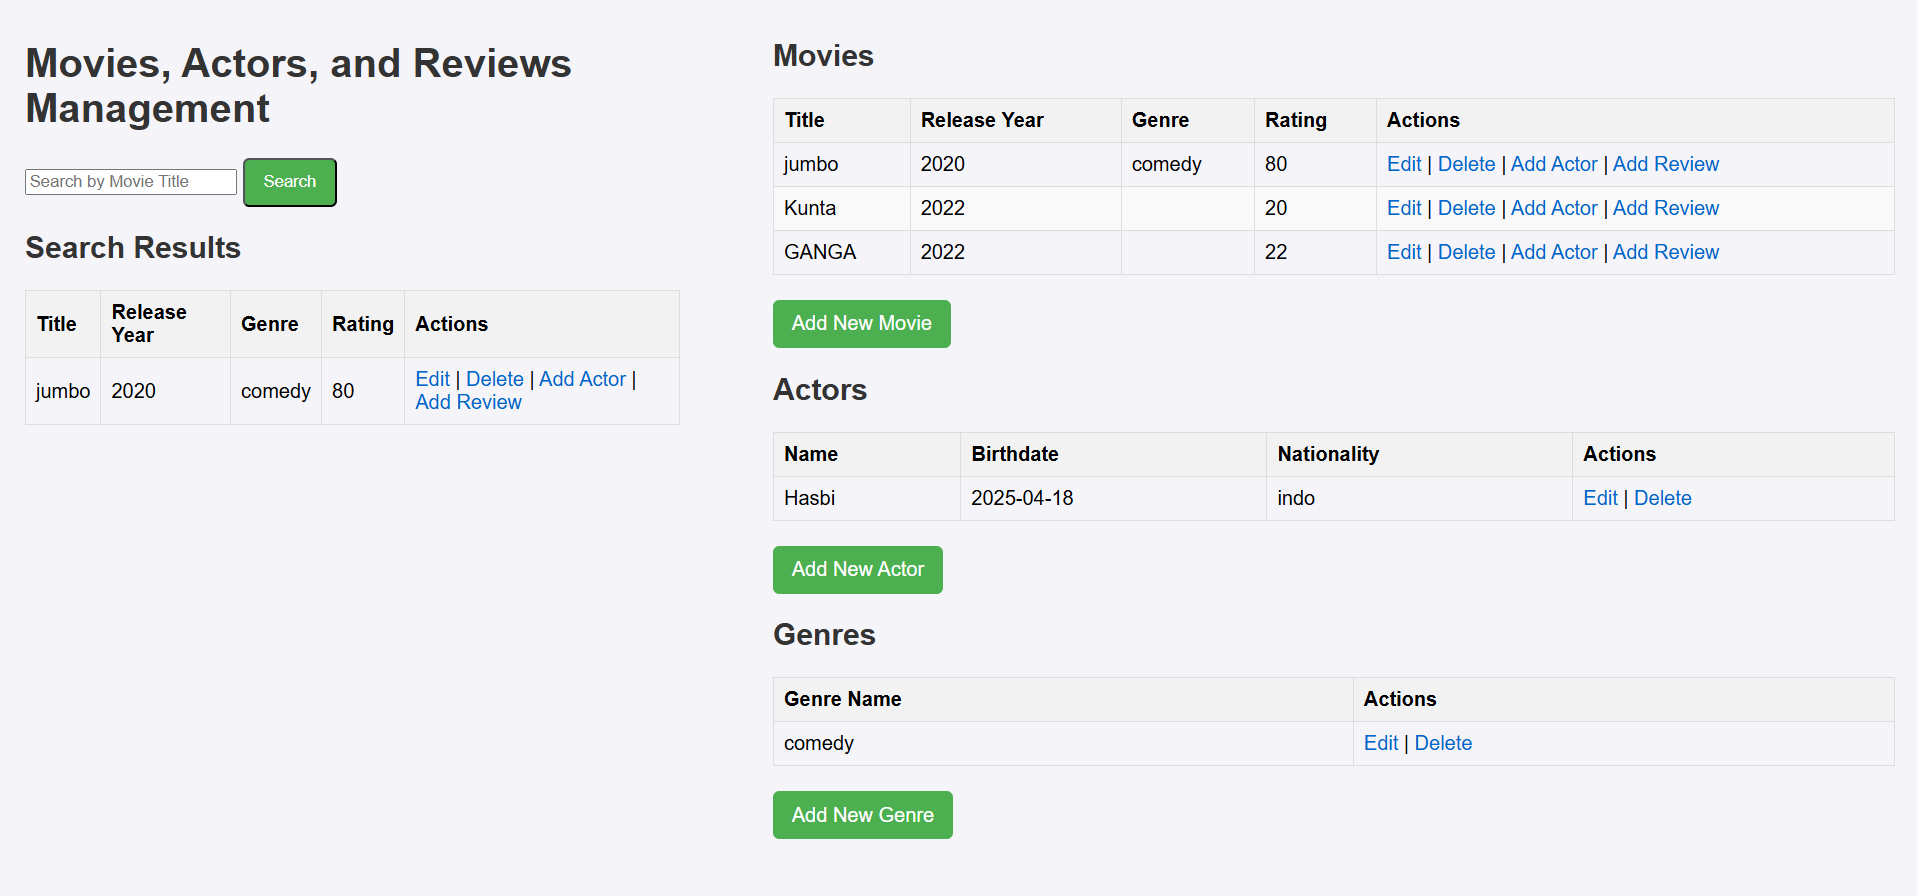 Movies, Actors, and Reviews
Management
Search by Movie Title Search
Search Results
Title Release Year Genre Rating Actions
jumbo 2020 comedy 80 Edit | Delete | Add Actor |
Add Review
Movies
Title Release Year Genre Rating Actions
jumbo 2020 comedy 80 Edit | Delete | Add Actor | Add Review
Kunta 2022 20 Edit | Delete | Add Actor | Add Review
GANGA 2022 22 Edit | Delete | Add Actor | Add Review
Add New Movie
Actors
Name Birthdate Nationality Actions
Hasbi 2025-04-18 indo Edit | Delete
Add New Actor
Genres
Genre Name Actions
comedy Edit | Delete
Add New Genre